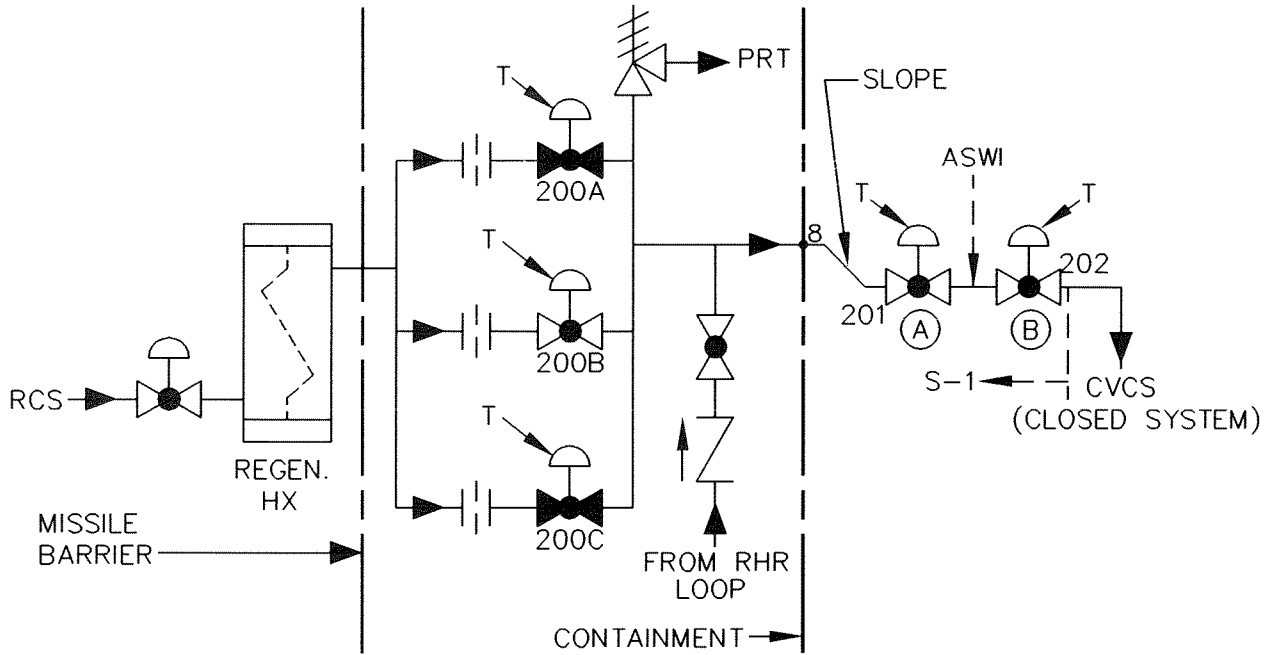 PRT
SLOPE
T
200A
ASWI
T
T
T
200B
8
202
201
A
B
RCS
S-1
CVCS
(CLOSED SYSTEM)
REGEN.
HX
T
200C
MISSILE
BARRIER
FROM RHR
LOOP
CONTAINMENT